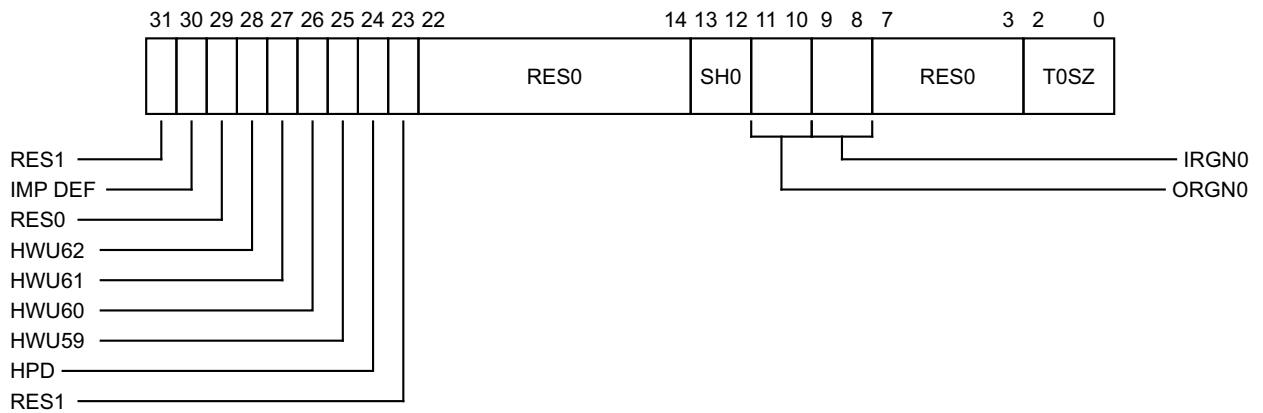 31 30 29 28 27 26 25 24 23 22 14 13 12 11 10 9 8 7 3 2 0
RES0 SH0 RES0 T0SZ
RES1 IRGN0
IMP DEF ORGN0
RES0
HWU62
HWU61
HWU60
HWU59
HPD
RES1